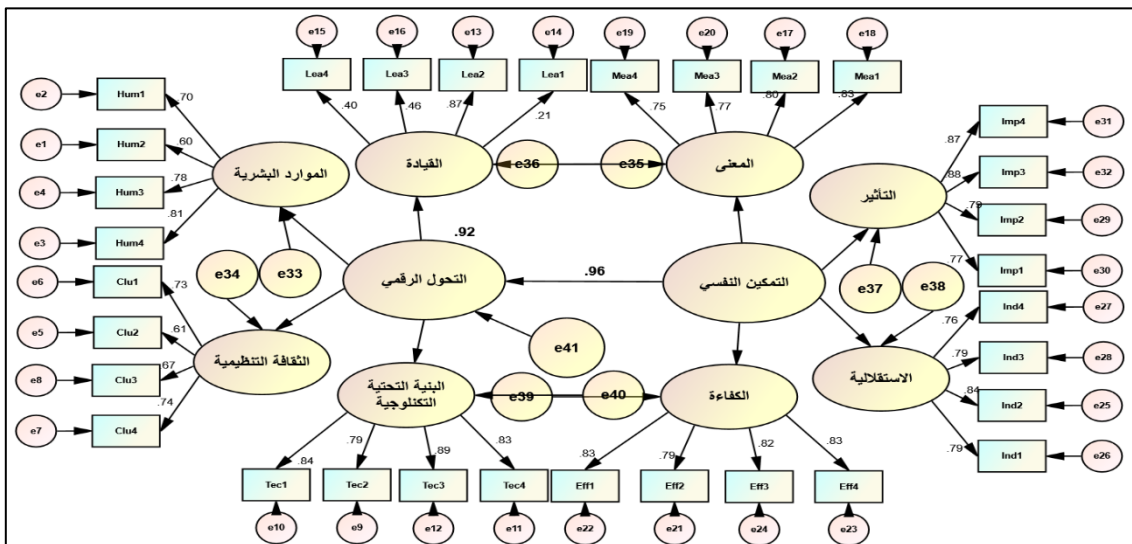 e15 e16 e13 e14 e19 e20 e17 e18
Lea4 Lea3 Lea2 Lea1 Mea4 Mea3 Mea2 Mea1
.40 .46 .87 .21 .75 .77 .80 .83
e2 Hum1 .70
e1 Hum2 .60
e4 Hum3 .78
e3 Hum4 .81
الموارد البشرية
القيادة
e36 e35
المعنى
التأثير
.87 Imp4 e31
.88 Imp3 e32
.79 Imp2 e29
.77 Imp1 e30
e6 Clu1 .73
e5 Clu2 .61
e8 Clu3 .67
e7 Clu4 .74
e34 e33
.92
التحول الرقمي
.96
التمكين النفسي
e37 e38
الثقافة التنظيمية
e41
الاستقلالية
.76 Ind4 e27
.79 Ind3 e28
.84 Ind2 e25
.79 Ind1 e26
البنية التحتية
التكنلوجية
e39 e40
الكفاءة
.84 .79 .89 .83 .83 .79 .82 .83
Tec1 Tec2 Tec3 Tec4 Eff1 Eff2 Eff3 Eff4
e10 e9 e12 e11 e22 e21 e24 e23